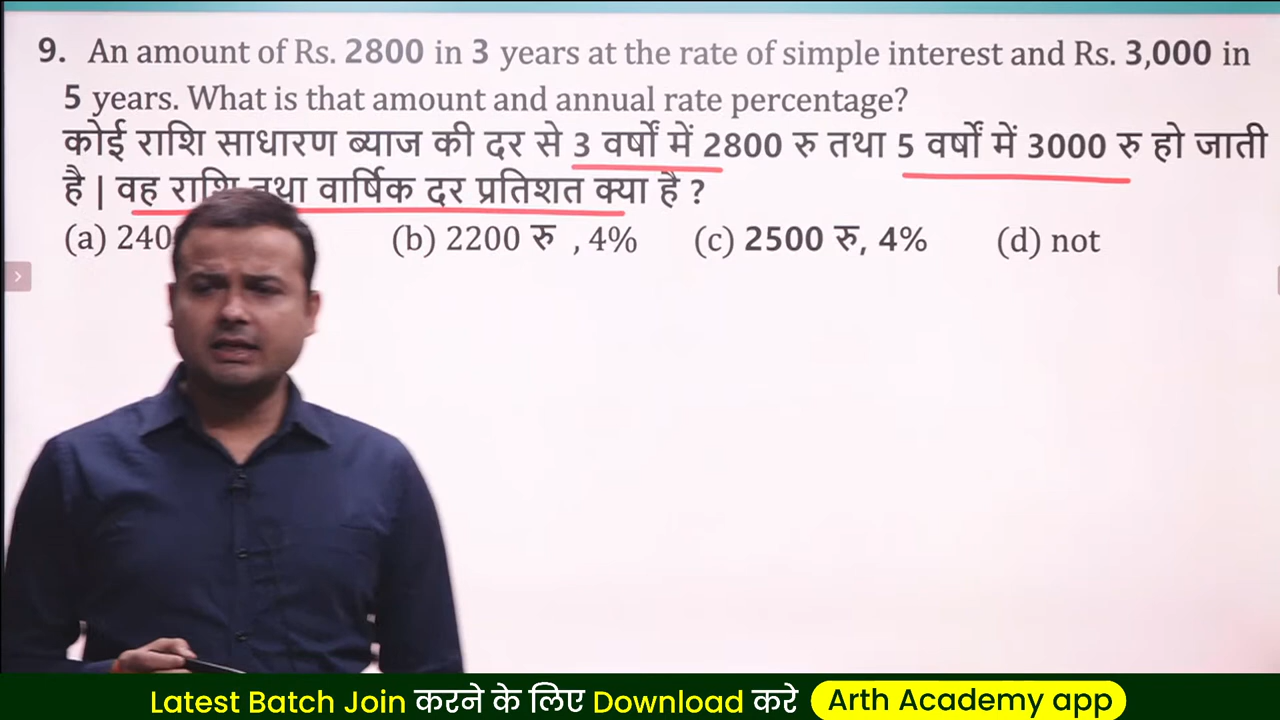 9. An amount of Rs. 2800 in 3 years at the rate of simple interest and Rs. 3,000 in
5 years. What is that amount and annual rate percentage?
कोई राशि साधारण ब्याज की दर से 3 वर्षों में 2800 रु तथा 5 वर्षों में 3000 रु हो जाती
है | वह राशि तथा वार्षिक दर प्रतिशत क्या है ?
(a) 240 (b) 2200 रु , 4% (c) 2500 रु, 4% (d) not
Latest Batch Join करने के लिए Download करे Arth Academy app